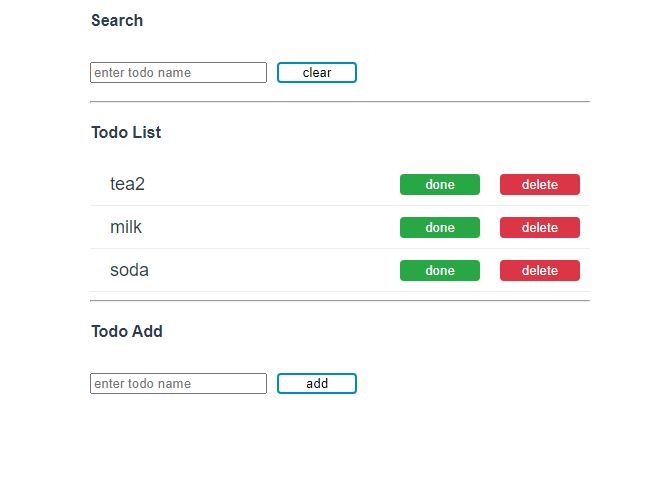 Search
enter todo name clear
Todo List
tea2 done delete
milk done delete
soda done delete
Todo Add
enter todo name add